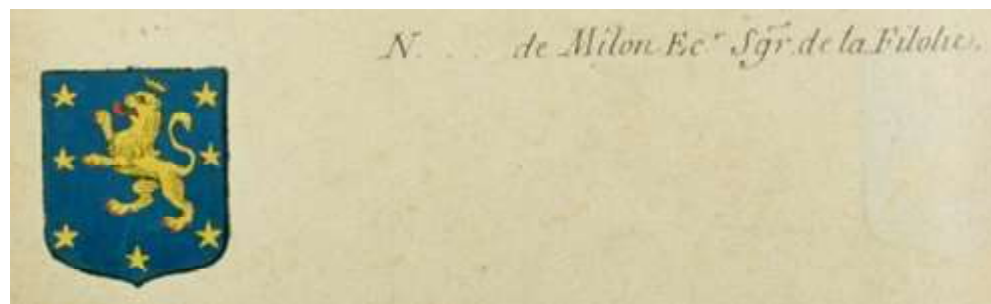 N. . . . de Milon Ec.r Sgr. de la Filolie.